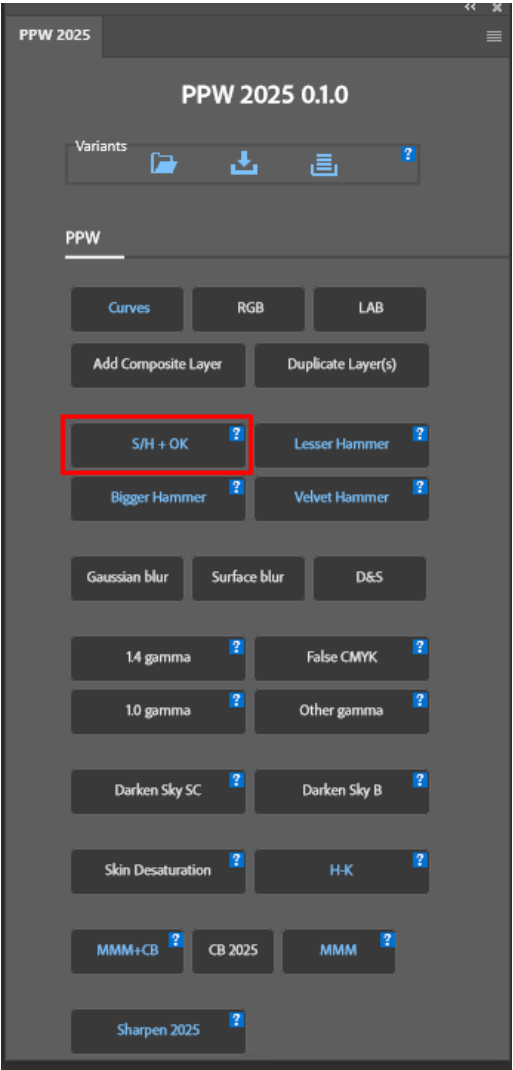 PPW 2025
PPW 2025 0.1.0
Variants
?
PPW
Curves RGB LAB
Add Composite Layer Duplicate Layer(s)
S/H + OK ? Lesser Hammer ?
Bigger Hammer ? Velvet Hammer ?
Gaussian blur Surface blur D&S
1.4 gamma ? False CMYK ?
1.0 gamma ? Other gamma ?
Darken Sky SC ? Darken Sky B ?
Skin Desaturation ? H-K ?
MMM+CB ? CB 2025 MMM ?
Sharpen 2025 ?